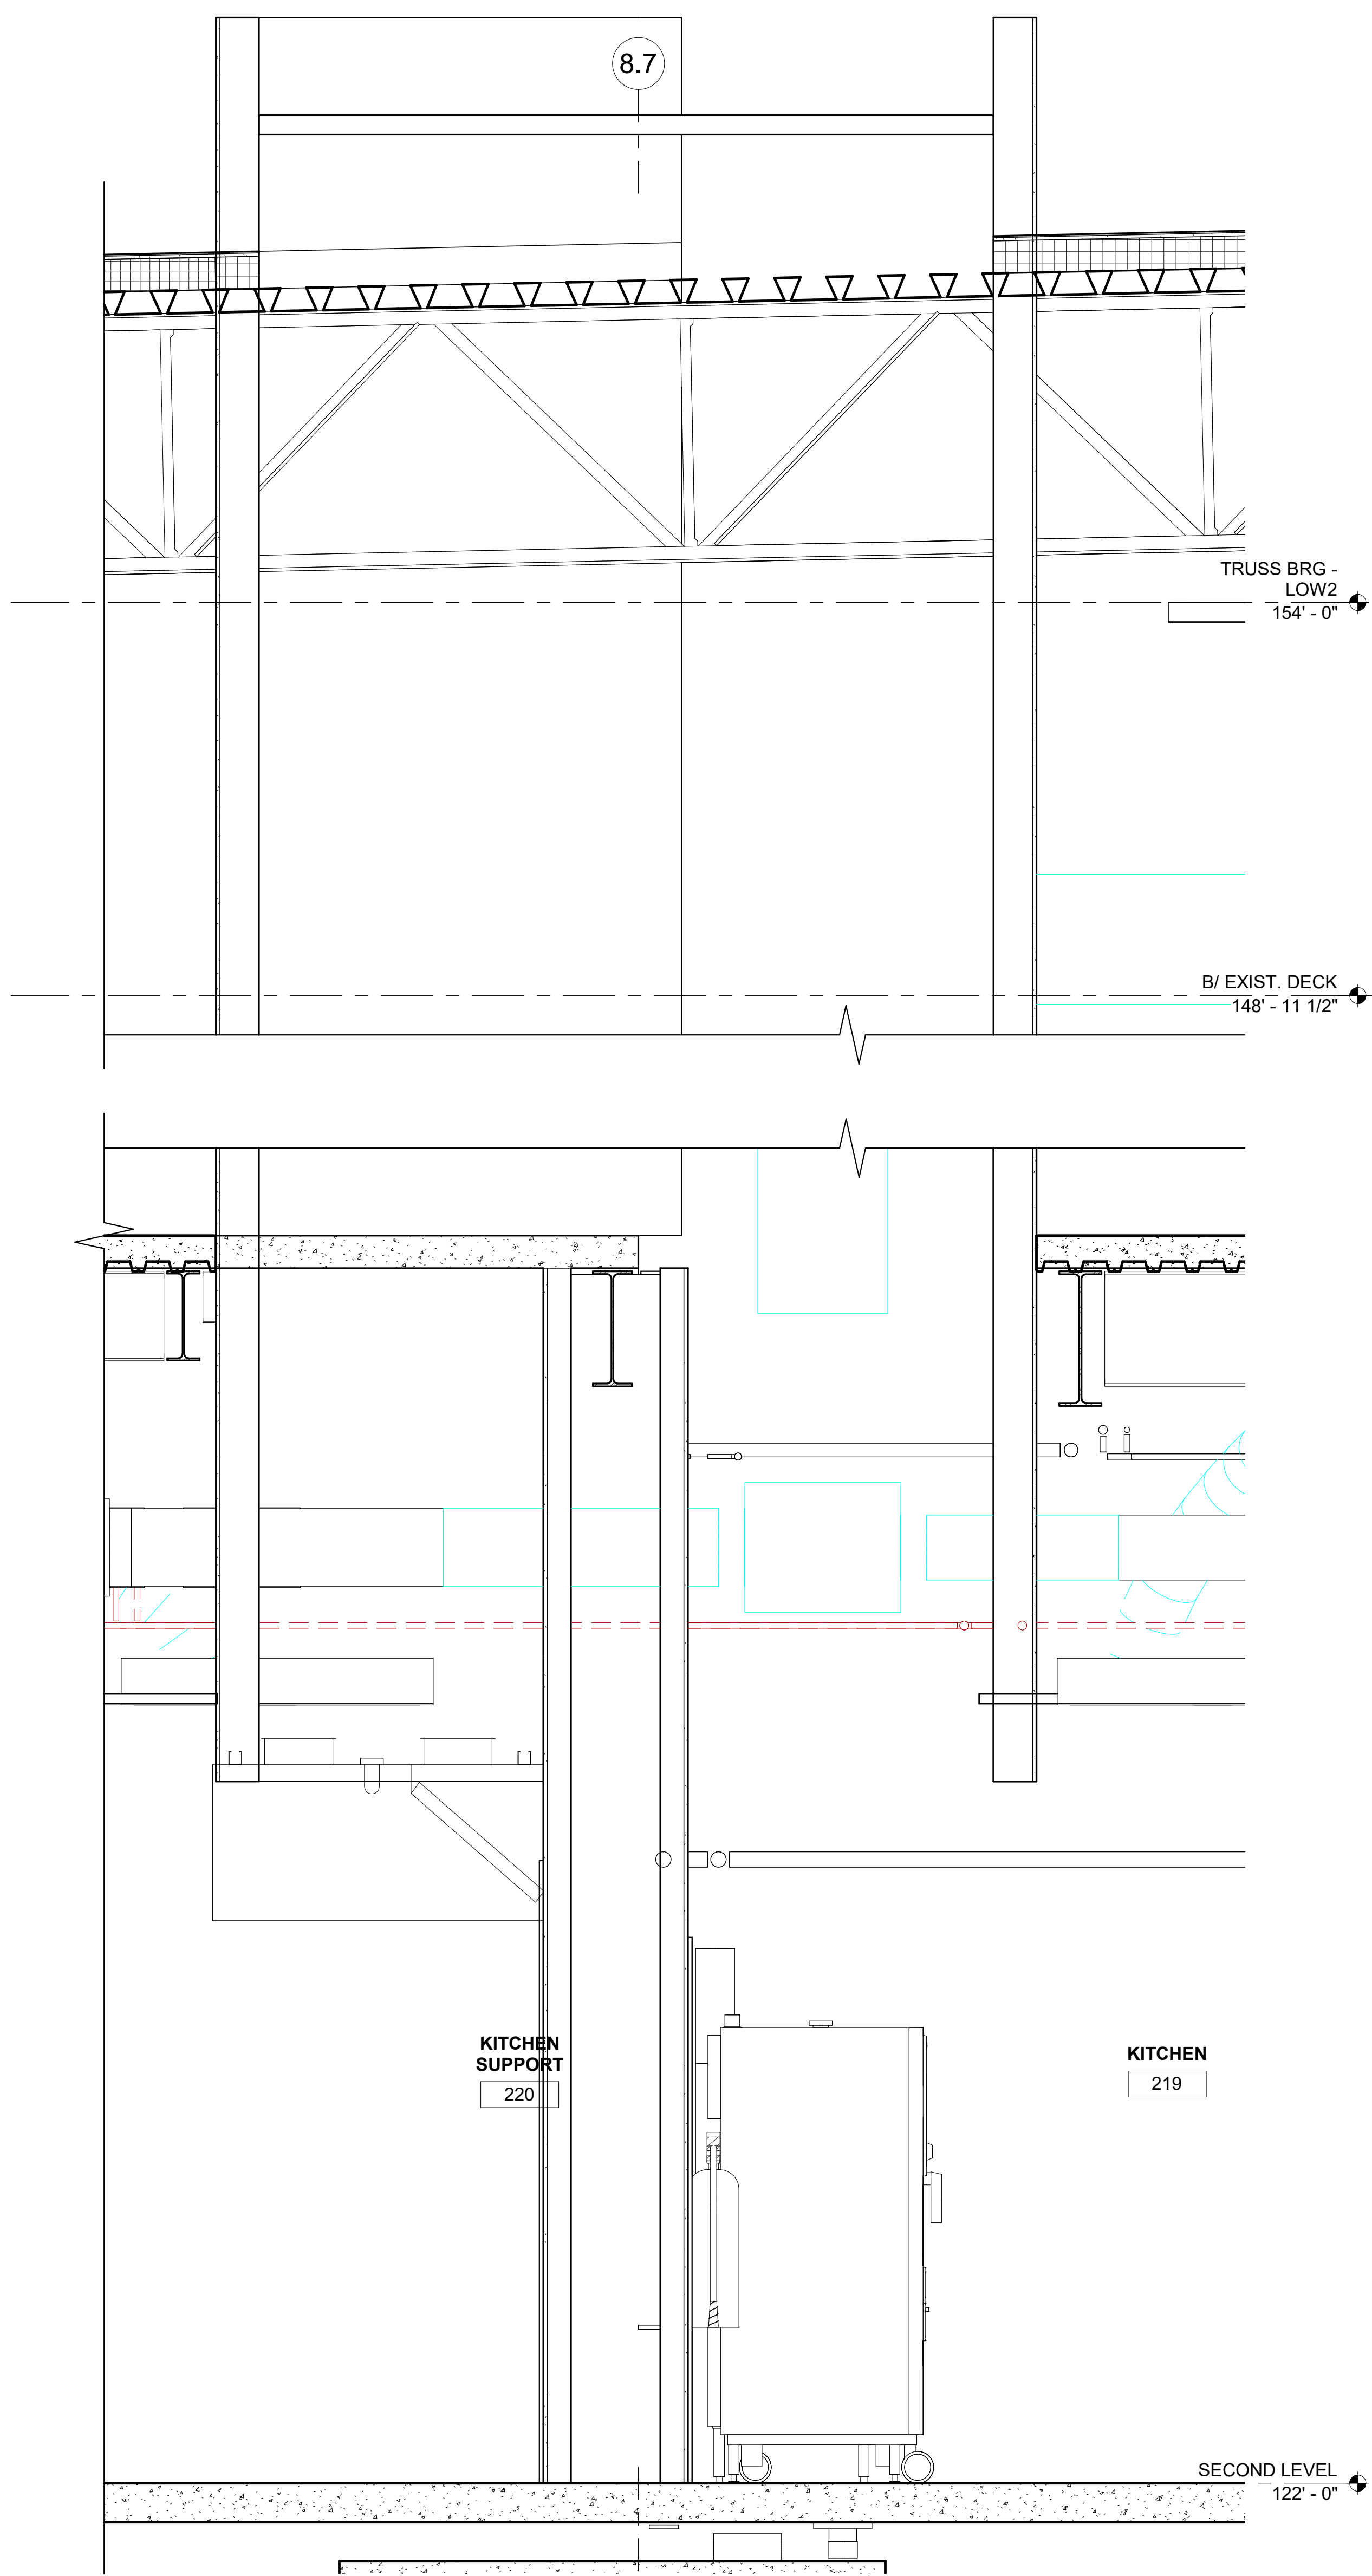 8.7
TRUSS BRG -
LOW2
154' - 0"
B/ EXIST. DECK
148' - 11 1/2"
KITCHEN
SUPPORT
220
KITCHEN
219
SECOND LEVEL
122' - 0"